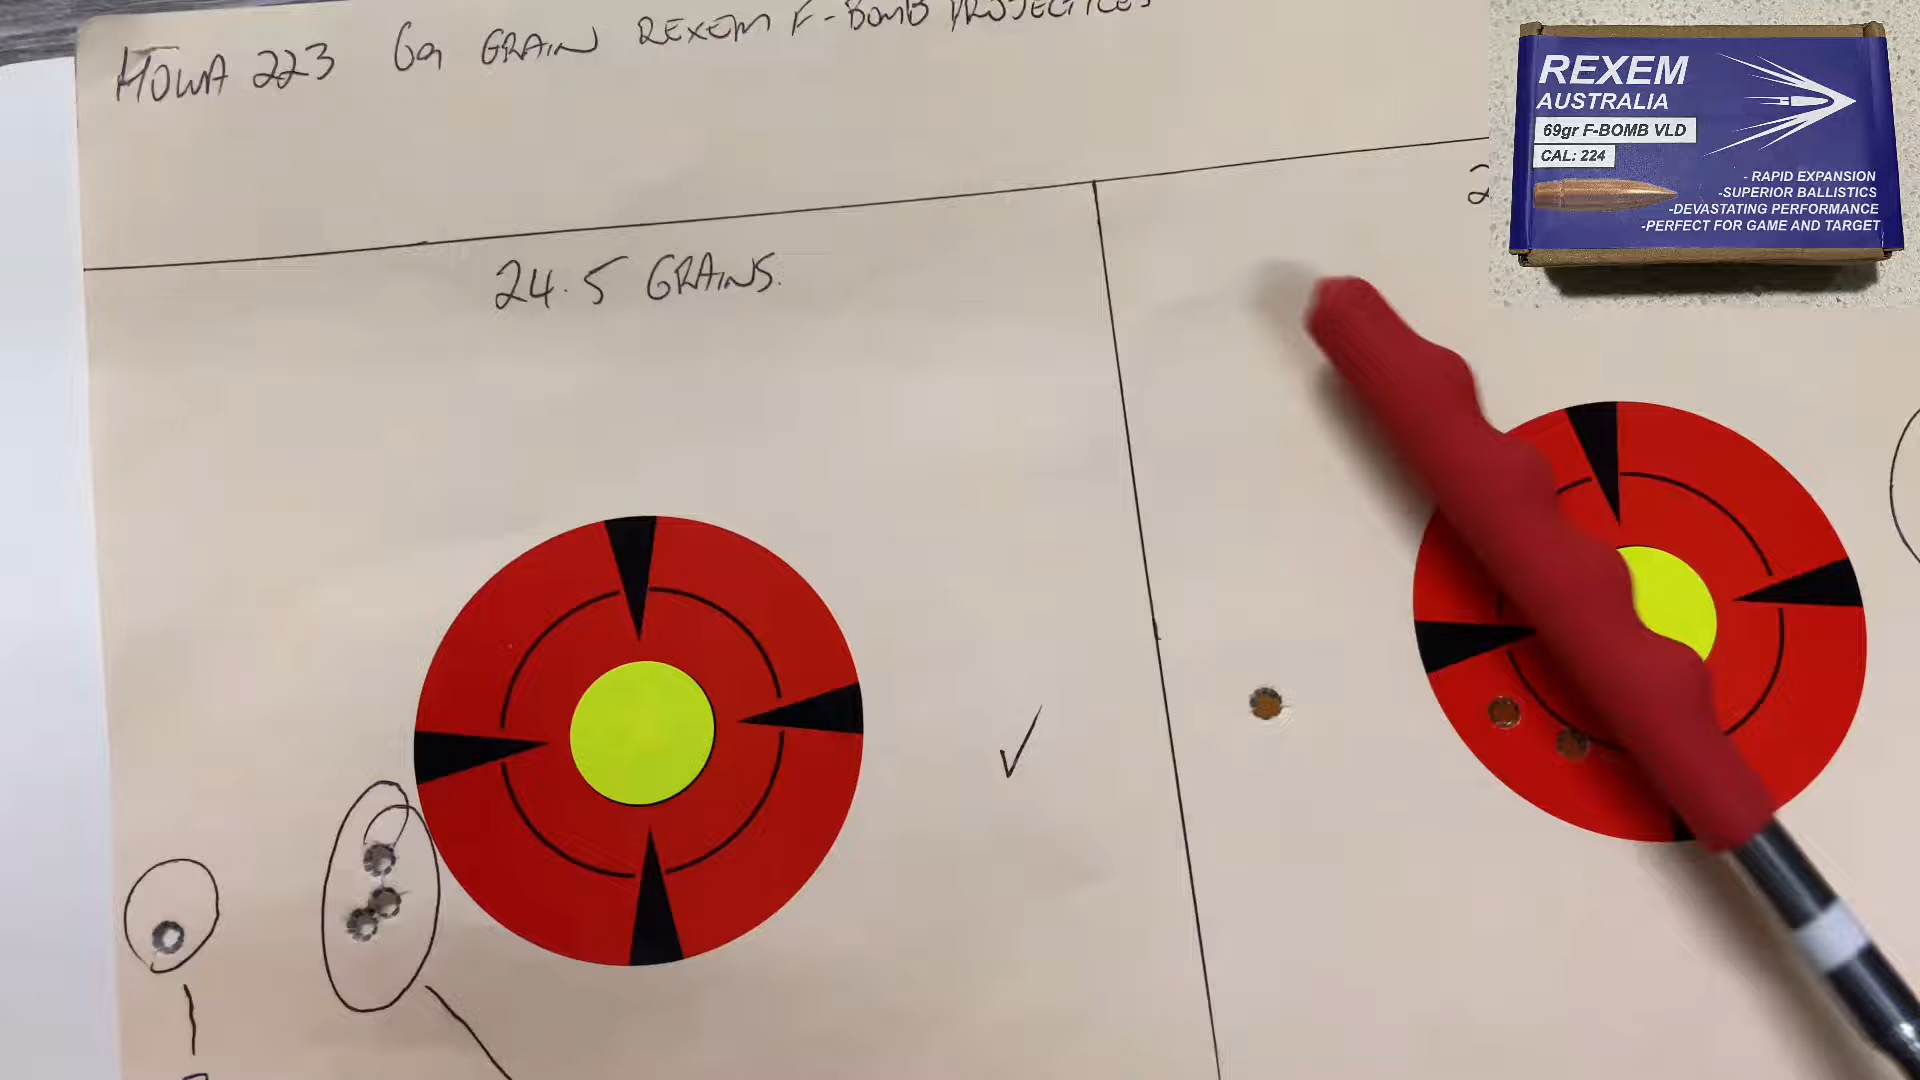 HOWA 223 69 GRAIN REXEM F-BOMB PROJECTILES
24.5 GRAINS.
REXEM
AUSTRALIA
69gr F-BOMB VLD
CAL: 224
- RAPID EXPANSION
-SUPERIOR BALLISTICS
-DEVASTATING PERFORMANCE
-PERFECT FOR GAME AND TARGET